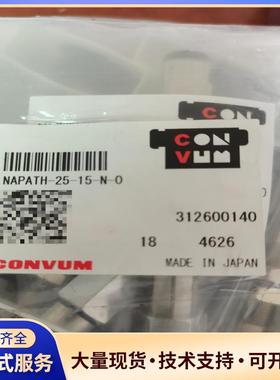 CON
VUM
NAPATH-25-15-N-O
312600140
18 4626
CONVUM
MADE IN JAPAN
齐全
式服务
大量现货·技术支持·可开